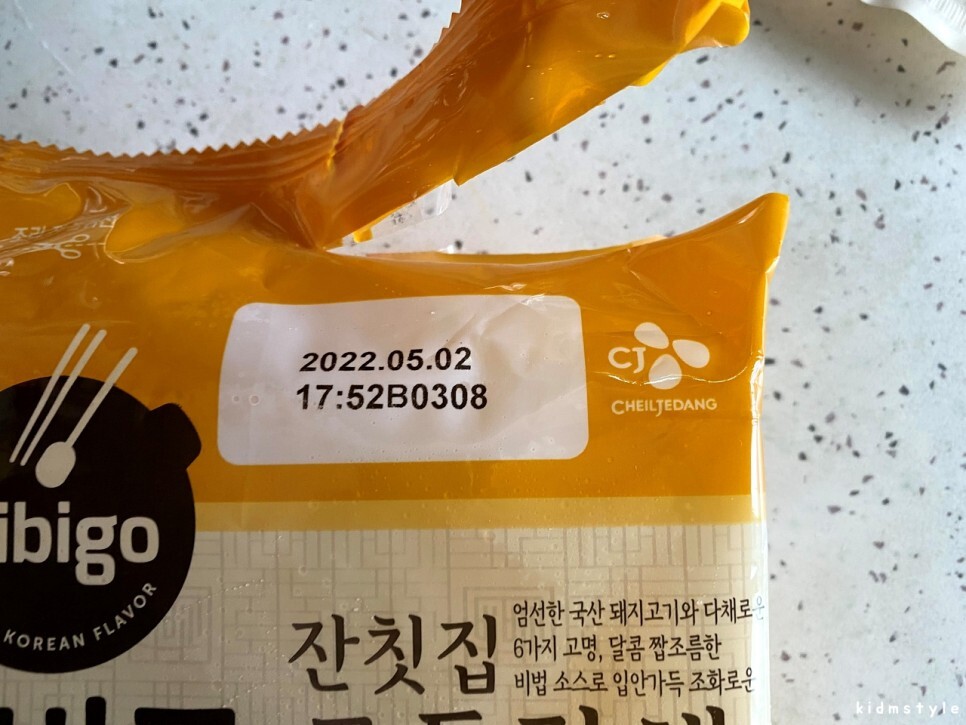 2022.05.02
17:52B0308
CJ
CHEILJEDANG
ibigo
KOREAN FLAVOR
잔칫집
엄선한 국산 돼지고기와 다채로운
6가지 고명, 달콤 짭조름한
비법 소스로 입안가득 조화로운
kidmstyle